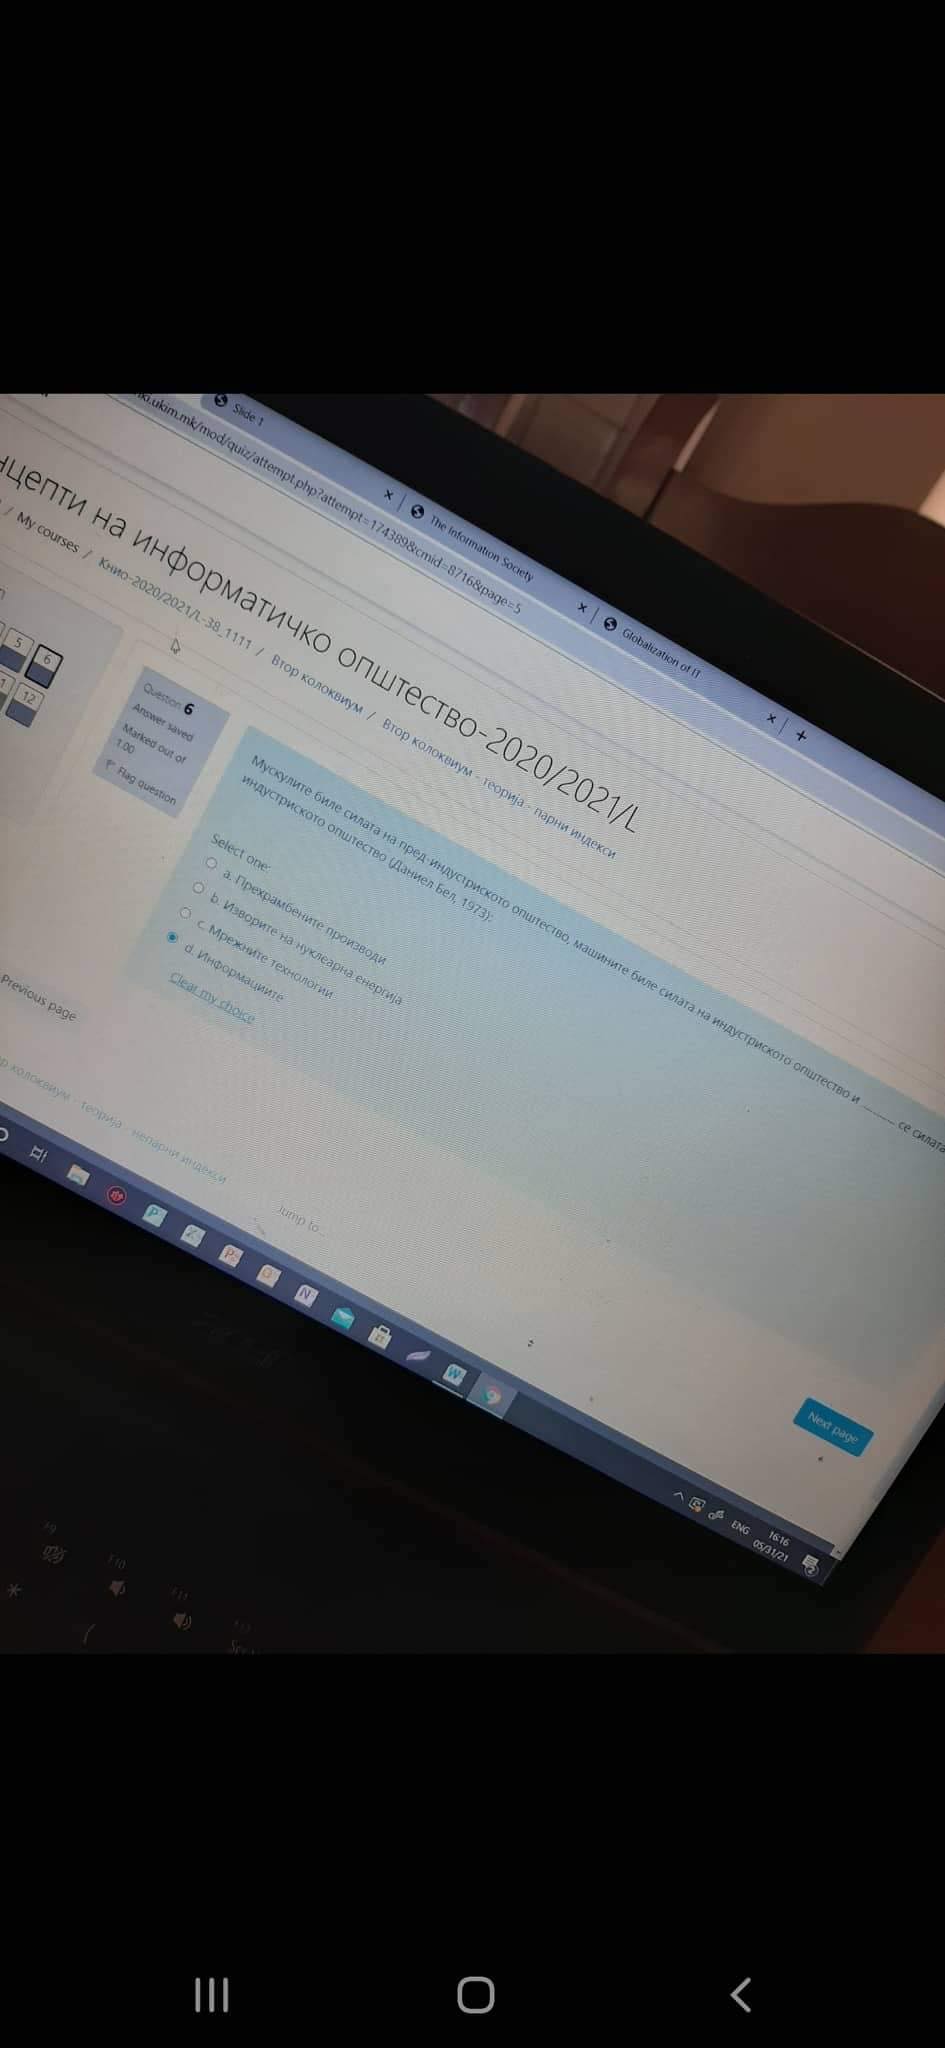 Slide 1
The Information Society
Globalization of IT
ki.ukim.mk/mod/quiz/attempt.php?attempt=174389&cmid=8716&page=5
нцепти на информатичко општество-2020/2021/L
/ My courses / Книо-2020/2021/L-38_1111 / Втор колоквиум / Втор колоквиум - теорија - парни индекси
5 6
1 12
Question 6
Answer saved
Marked out of
1.00
Flag question
Мускулите биле силата на пред-индустриското општество, машините биле силата на индустриското општество и ______ се силата
индустриското општество (Даниел Бел, 1973):
Select one:
a. Прехрамбените производи
b. Изворите на нуклеарна енергија
c. Мрежните технологии
d. Информациите
Clear my choice
Previous page
Next page
р колоквиум - теорија - непарни индекси
Jump to...
ENG
16:16
05/31/21
2
F9
F10
F11